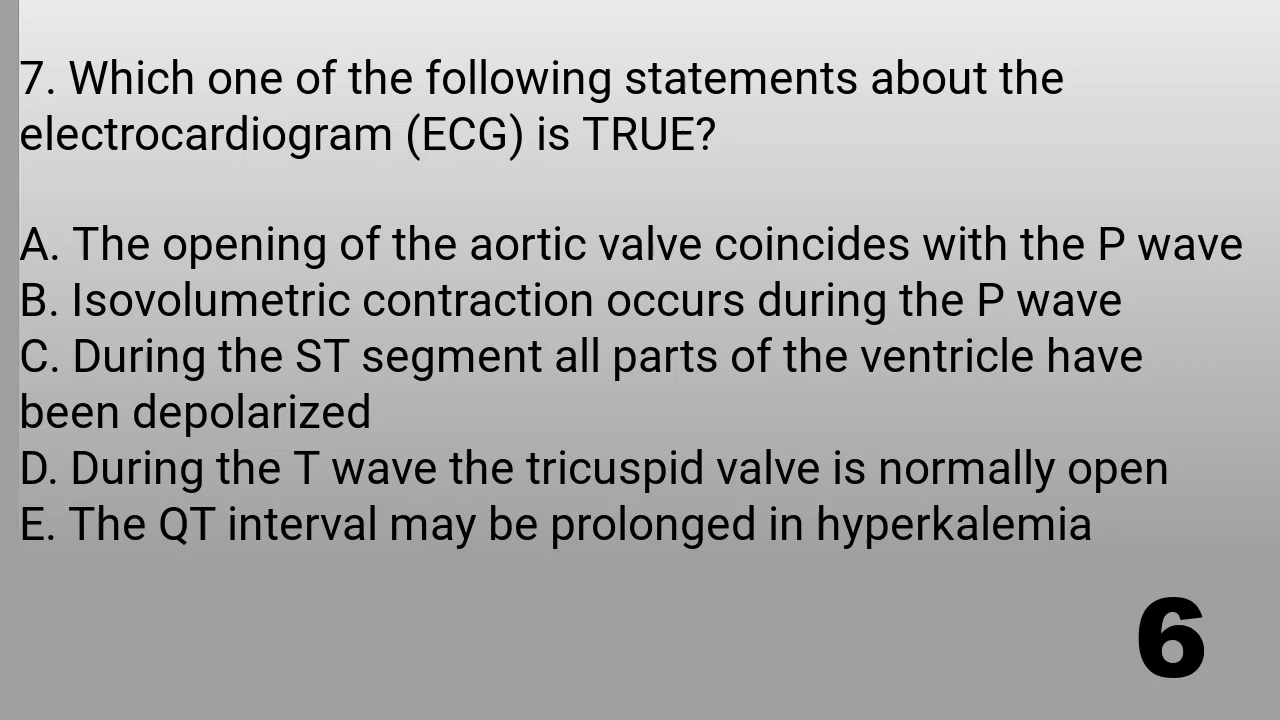 7. Which one of the following statements about the
electrocardiogram (ECG) is TRUE?
A. The opening of the aortic valve coincides with the P wave
B. Isovolumetric contraction occurs during the P wave
C. During the ST segment all parts of the ventricle have
been depolarized
D. During the T wave the tricuspid valve is normally open
E. The QT interval may be prolonged in hyperkalemia
6